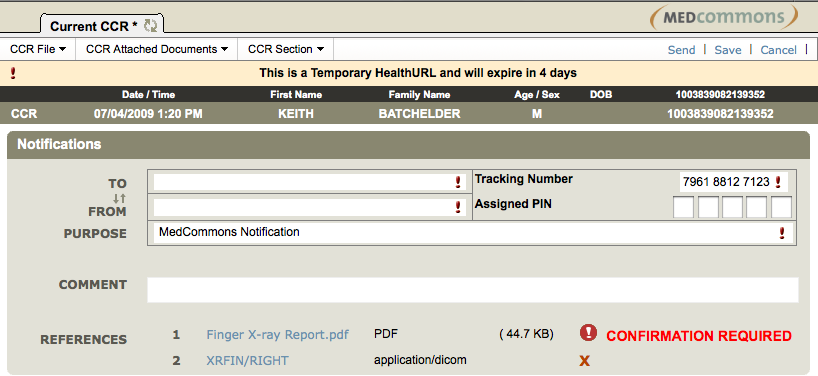 MEDcommons
Current CCR *
CCR File CCR Attached Documents CCR Section Send | Save | Cancel |
! This is a Temporary HealthURL and will expire in 4 days
Date / Time First Name Family Name Age / Sex DOB 1003839082139352
CCR 07/04/2009 1:20 PM KEITH BATCHELDER M 1003839082139352
Notifications
TO ! Tracking Number 7961 8812 7123 !
FROM ! Assigned PIN
PURPOSE MedCommons Notification !
COMMENT
REFERENCES 1 Finger X-ray Report.pdf PDF ( 44.7 KB) ! CONFIRMATION REQUIRED
2 XRFIN/RIGHT application/dicom X